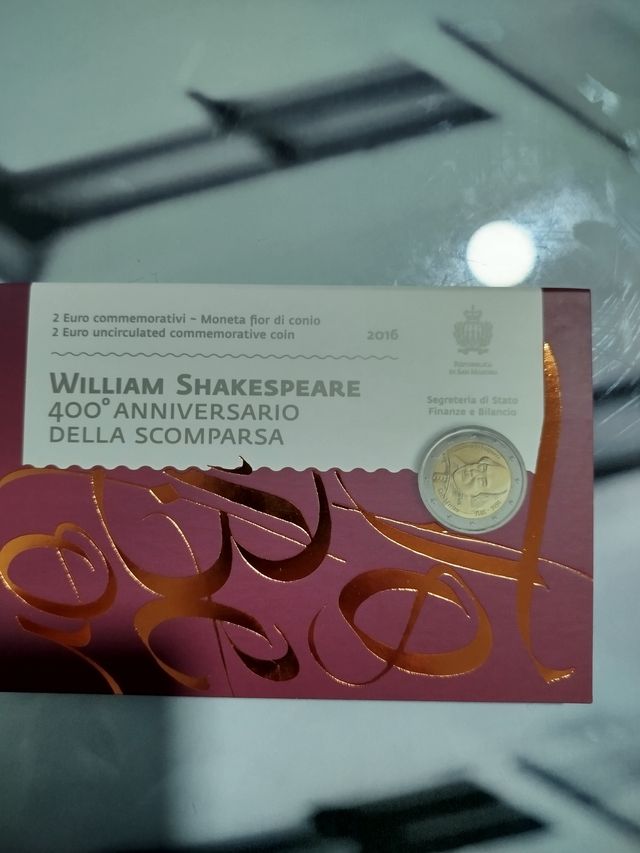 2 Euro commemorativi – Moneta fior di conio
2 Euro uncirculated commemorative coin
2016
WILLIAM SHAKESPEARE
400° ANNIVERSARIO
DELLA SCOMPARSA
REPUBBLICA
DI SAN MARINO
Segreteria di Stato
Finanze e Bilancio